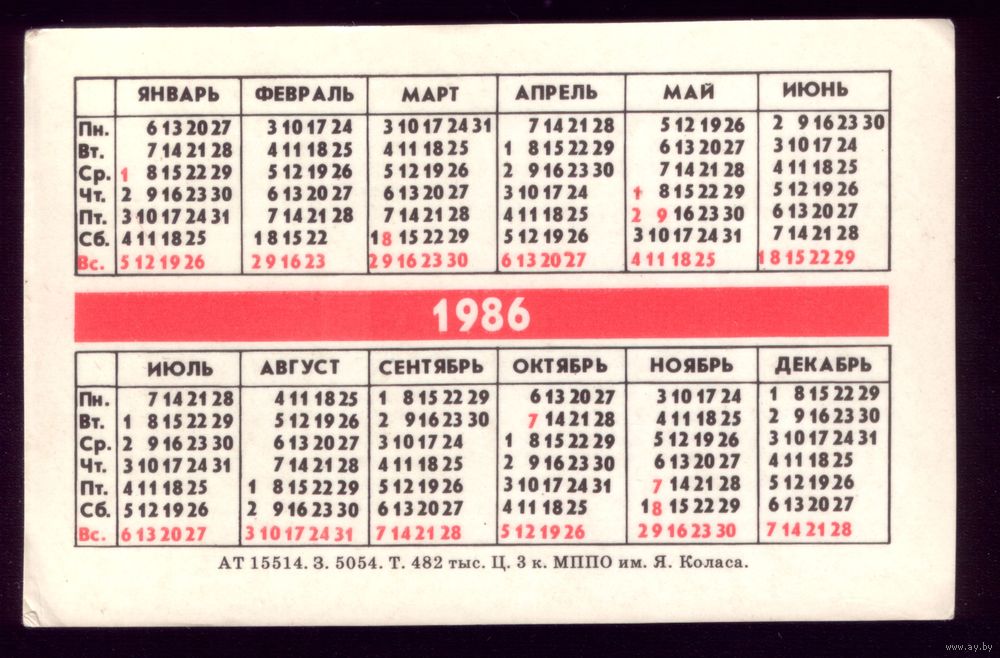 ЯНВАРЬ ФЕВРАЛЬ МАРТ АПРЕЛЬ МАЙ ИЮНЬ
Пн. 6 13 20 27 3 10 17 24 3 10 17 24 31 7 14 21 28 5 12 19 26 2 9 16 23 30
Вт. 7 14 21 28 4 11 18 25 4 11 18 25 1 8 15 22 29 6 13 20 27 3 10 17 24
Ср. 1 8 15 22 29 5 12 19 26 5 12 19 26 2 9 16 23 30 7 14 21 28 4 11 18 25
Чт. 2 9 16 23 30 6 13 20 27 6 13 20 27 3 10 17 24 1 8 15 22 29 5 12 19 26
Пт. 3 10 17 24 31 7 14 21 28 7 14 21 28 4 11 18 25 2 9 16 23 30 6 13 20 27
Сб. 4 11 18 25 1 8 15 22 1 8 15 22 29 5 12 19 26 3 10 17 24 31 7 14 21 28
Вс. 5 12 19 26 2 9 16 23 2 9 16 23 30 6 13 20 27 4 11 18 25 1 8 15 22 29
1986
ИЮЛЬ АВГУСТ СЕНТЯБРЬ ОКТЯБРЬ НОЯБРЬ ДЕКАБРЬ
Пн. 7 14 21 28 4 11 18 25 1 8 15 22 29 6 13 20 27 3 10 17 24 1 8 15 22 29
Вт. 1 8 15 22 29 5 12 19 26 2 9 16 23 30 7 14 21 28 4 11 18 25 2 9 16 23 30
Ср. 2 9 16 23 30 6 13 20 27 3 10 17 24 1 8 15 22 29 5 12 19 26 3 10 17 24 31
Чт. 3 10 17 24 31 7 14 21 28 4 11 18 25 2 9 16 23 30 6 13 20 27 4 11 18 25
Пт. 4 11 18 25 1 8 15 22 29 5 12 19 26 3 10 17 24 31 7 14 21 28 5 12 19 26
Сб. 5 12 19 26 2 9 16 23 30 6 13 20 27 4 11 18 25 1 8 15 22 29 6 13 20 27
Вс. 6 13 20 27 3 10 17 24 31 7 14 21 28 5 12 19 26 2 9 16 23 30 7 14 21 28
АТ 15514. З. 5054. Т. 482 тыс. Ц. 3 к. МППО им. Я. Коласа.
www.ay.by